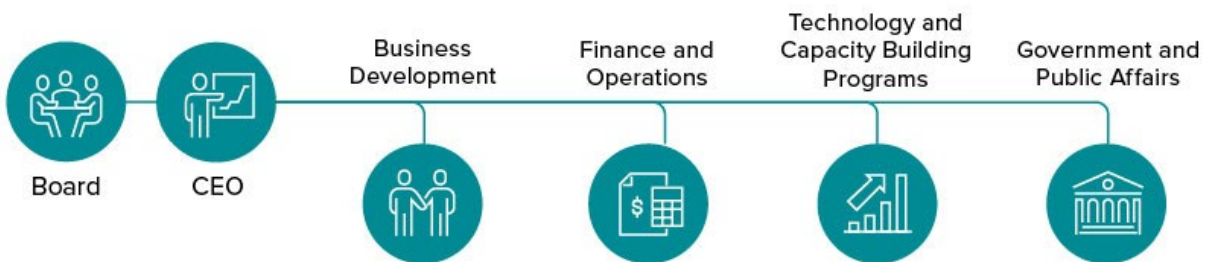 Board
CEO
Business
Development
Finance and
Operations
$
Technology and
Capacity Building
Programs
Government and
Public Affairs